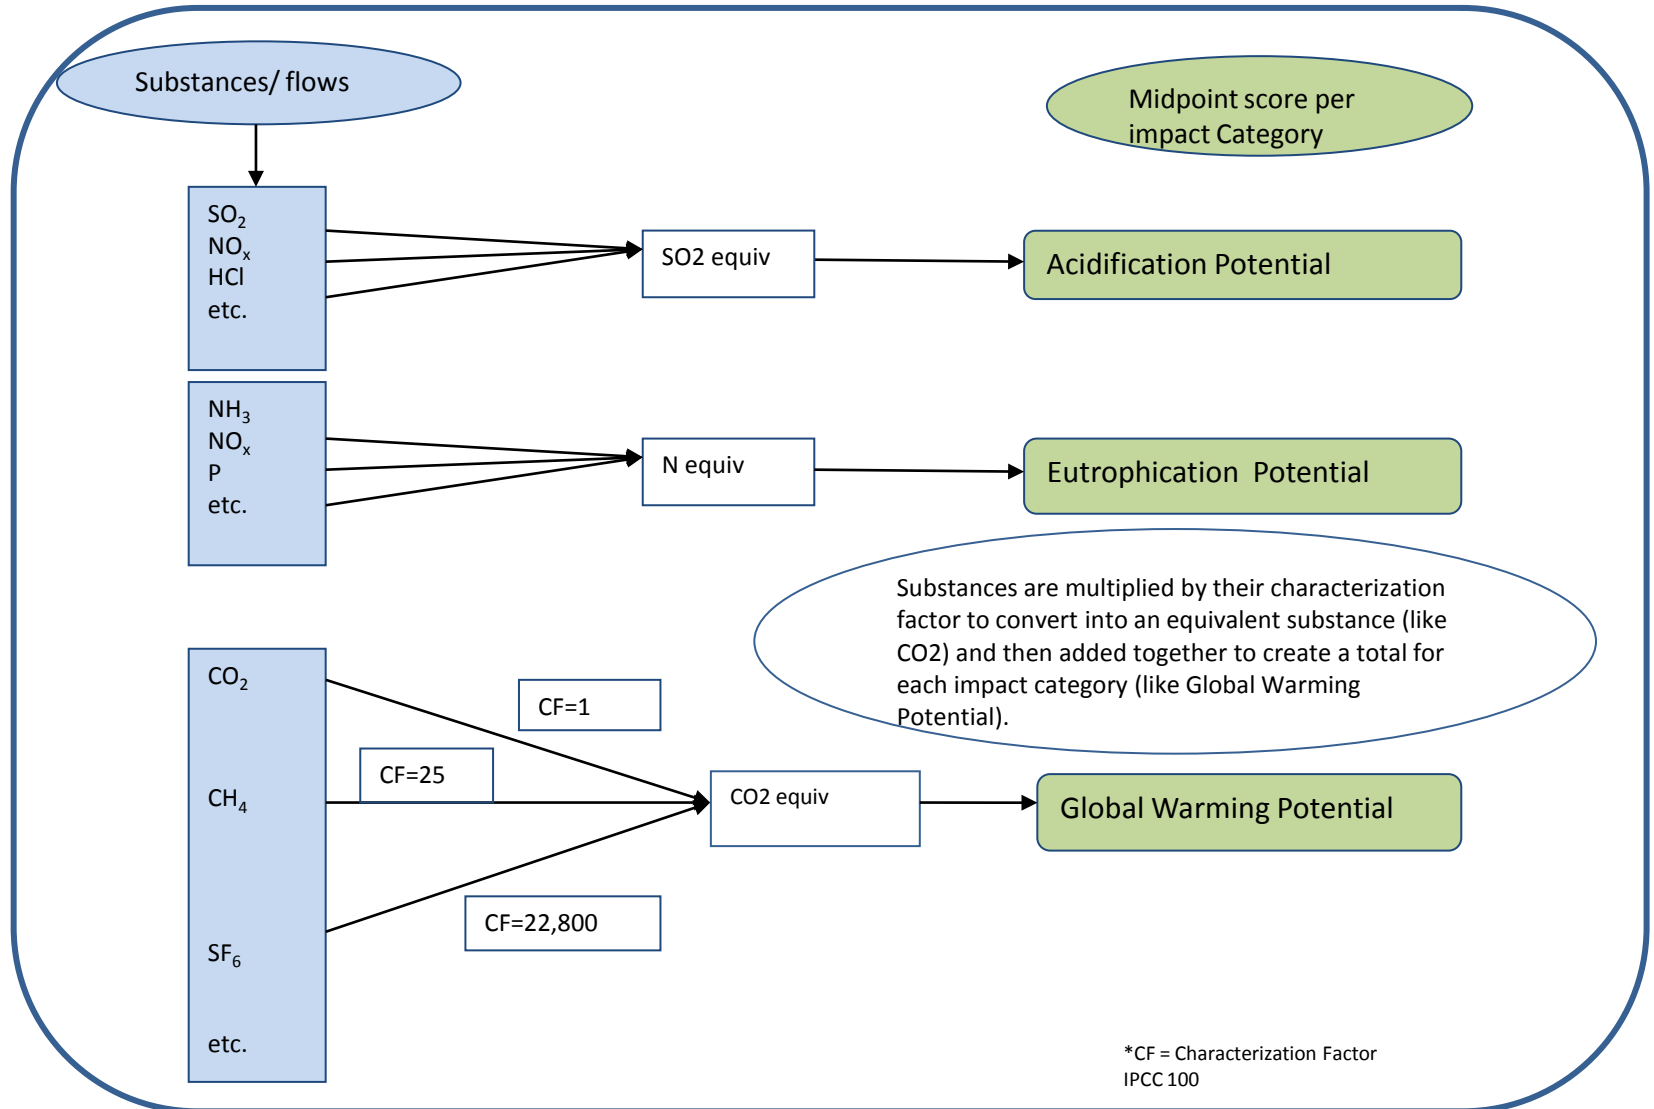 Substances/ flows
Midpoint score per
impact Category
SO₂
NOₓ
HCl
etc.
SO2 equiv
Acidification Potential
NH₃
NOₓ
P
etc.
N equiv
Eutrophication  Potential
Substances are multiplied by their characterization
factor to convert into an equivalent substance (like
CO2) and then added together to create a total for
each impact category (like Global Warming
Potential).
CO₂
CF=1
CF=25
CH₄
CO2 equiv
Global Warming Potential
CF=22,800
SF₆
etc.
*CF = Characterization Factor
IPCC 100